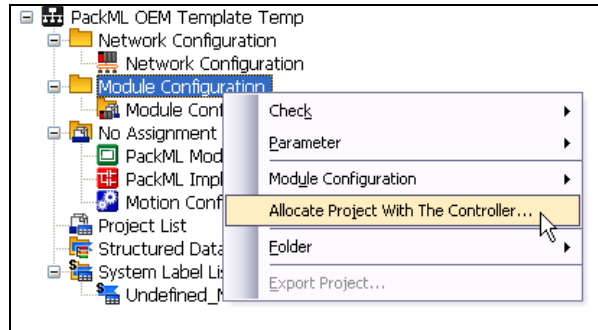 PackML OEM Template Temp
Network Configuration
Network Configuration
Module Configuration
Module Conf
No Assignment
PackML Mod
PackML Impl
Motion Conf
Project List
Structured Data
System Label Lis
Undefined_
Check
Parameter
Module Configuration
Allocate Project With The Controller...
Folder
Export Project...